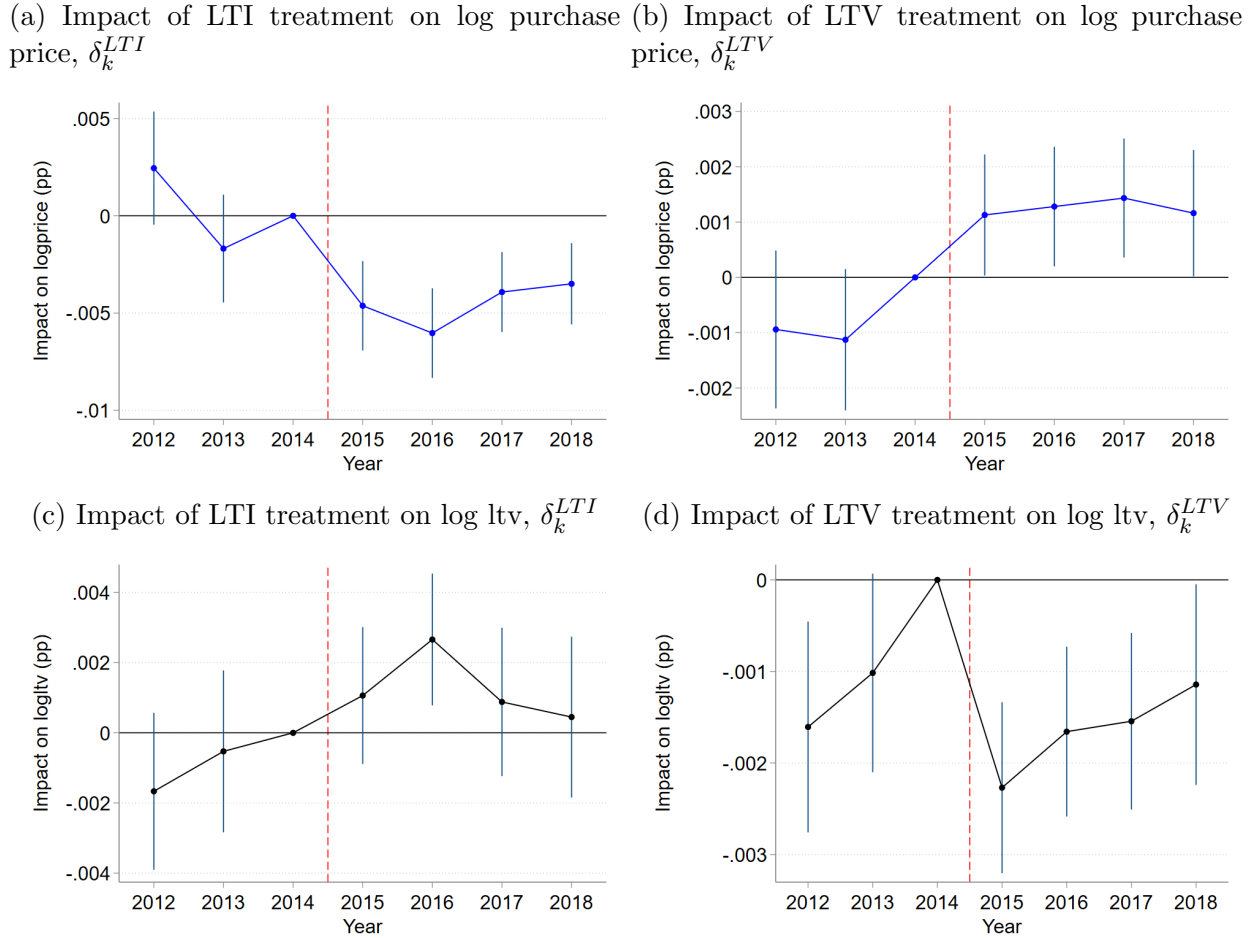 (a) Impact of LTI treatment on log purchase
price, δ_k^{LTI}
(b) Impact of LTV treatment on log purchase
price, δ_k^{LTV}
Impact on logprice (pp)
.005
0
-.005
-.01
2012 2013 2014 2015 2016 2017 2018
Year
Impact on logprice (pp)
.003
.002
.001
0
-.001
-.002
2012 2013 2014 2015 2016 2017 2018
Year
(c) Impact of LTI treatment on log ltv, δ_k^{LTI}
(d) Impact of LTV treatment on log ltv, δ_k^{LTV}
Impact on logltv (pp)
.004
.002
0
-.002
-.004
2012 2013 2014 2015 2016 2017 2018
Year
Impact on logltv (pp)
0
-.001
-.002
-.003
2012 2013 2014 2015 2016 2017 2018
Year